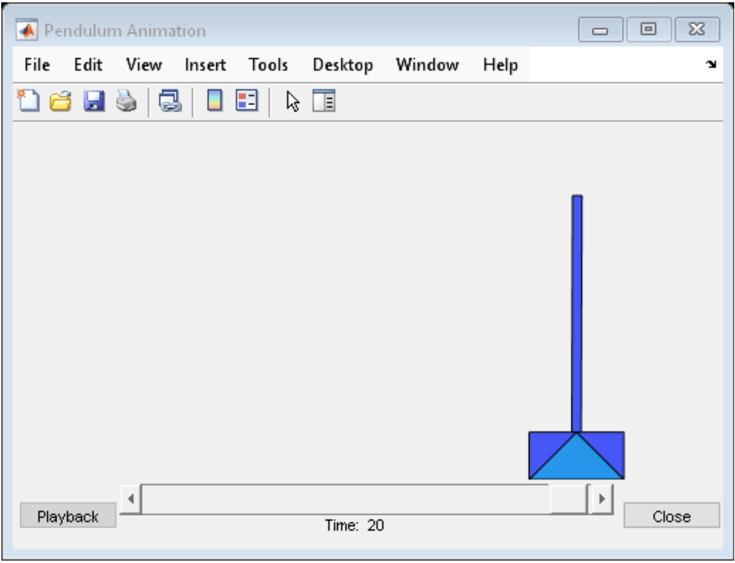 Pendulum Animation
File Edit View Insert Tools Desktop Window Help
Playback
Time: 20
Close